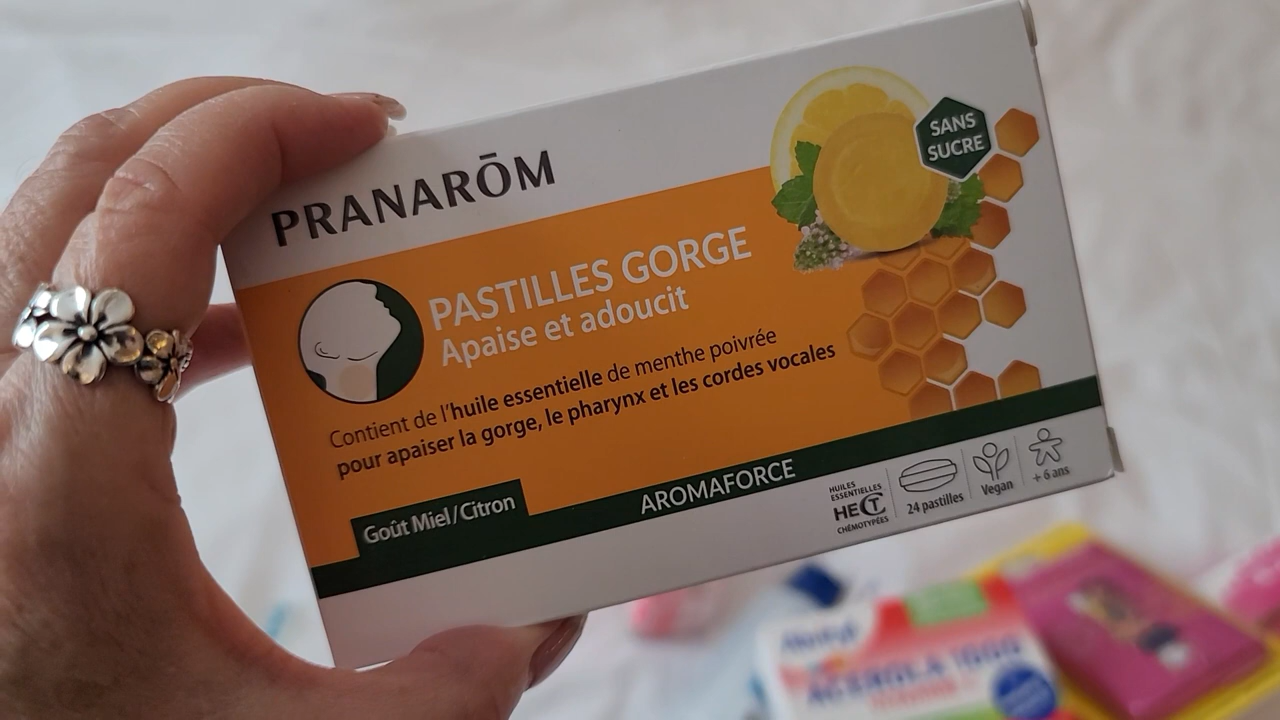 PRANARŌM
SANS
SUCRE
PASTILLES GORGE
Apaise et adoucit
Contient de l'huile essentielle de menthe poivrée
pour apaiser la gorge, le pharynx et les cordes vocales
Goût Miel/Citron
AROMAFORCE
HUILES
ESSENTIELLES
HECT
CHÉMOTYPÉES
24 pastilles
Vegan
+ 6 ans
ACEROLA 1000